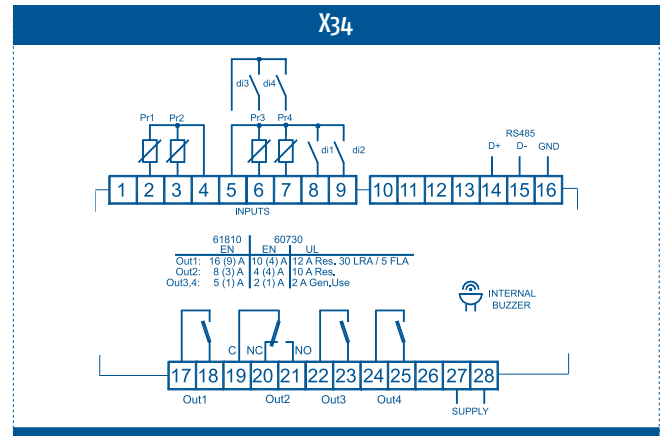 X34
di3 di4
Pr1 Pr2 Pr3 Pr4
di1 di2
RS485
D+ D- GND
1 2 3 4 5 6 7 8 9 10 11 12 13 14 15 16
INPUTS
61810 60730
EN EN UL
Out1: 16 (9) A 10 (4) A 12 A Res. 30 LRA / 5 FLA
Out2: 8 (3) A 4 (4) A 10 A Res.
Out3,4: 5 (1) A 2 (1) A 2 A Gen.Use
INTERNAL
BUZZER
C NC NO
17 18 19 20 21 22 23 24 25 26 27 28
Out1 Out2 Out3 Out4
SUPPLY